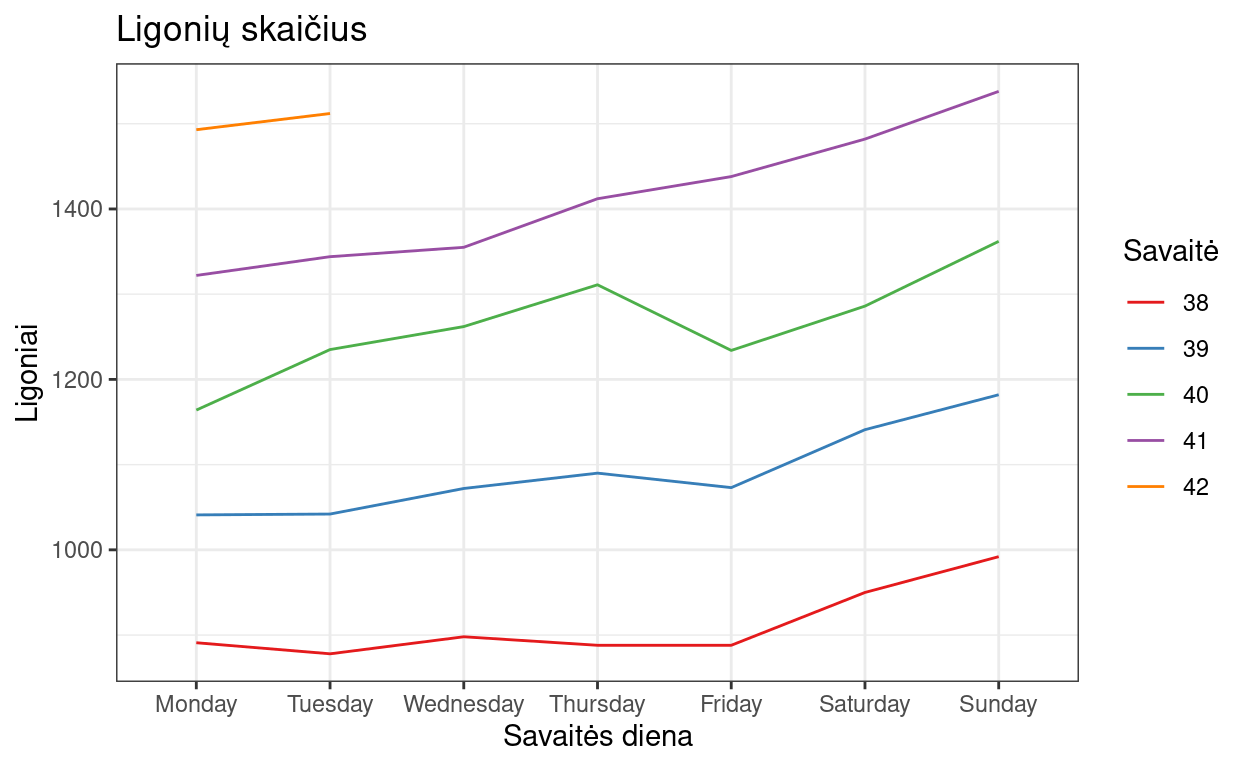 Ligonių skaičius
Ligoniai
1400
1200
1000
Monday Tuesday Wednesday Thursday Friday Saturday Sunday
Savaitės diena
Savaitė
38
39
40
41
42